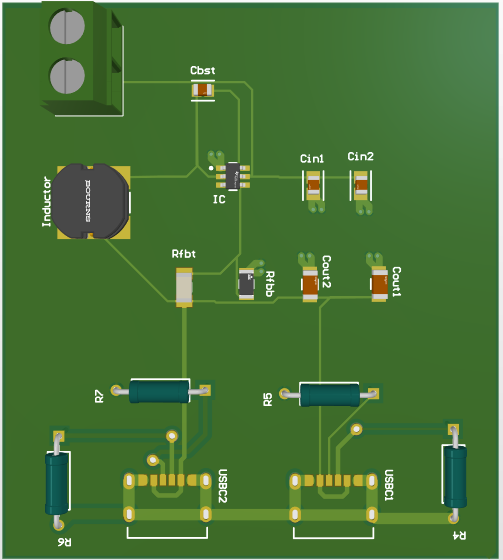 Cbst
Cin1
Cin2
IC
Inductor
BOURNS
Rfbt
Rfbb
Cout2
Cout1
R7
R5
USBC2
USBC1
R6
R4